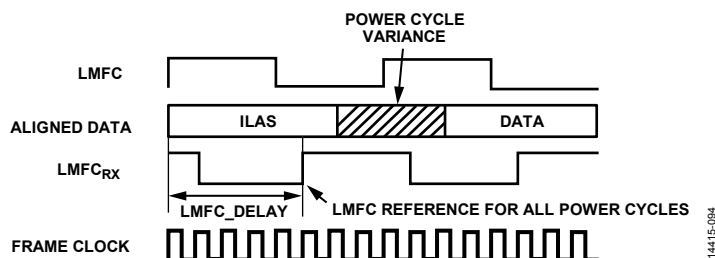 POWER CYCLE
VARIANCE
LMFC
ALIGNED DATA
ILAS
DATA
LMFCRX
LMFC_DELAY
LMFC REFERENCE FOR ALL POWER CYCLES
FRAME CLOCK
14415-094